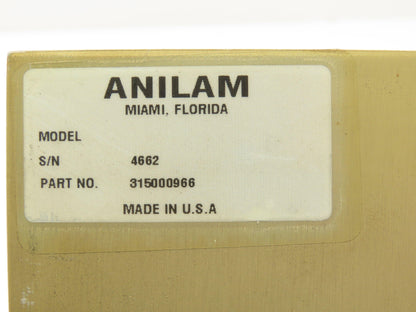 ANILAM
MIAMI, FLORIDA
MODEL
S/N 4662
PART NO. 315000966
MADE IN U.S.A